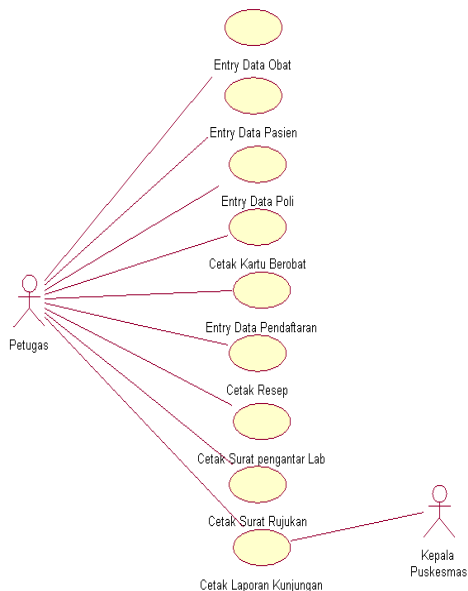 Entry Data Obat
Entry Data Pasien
Entry Data Poli
Cetak Kartu Berobat
Entry Data Pendaftaran
Petugas
Cetak Resep
Cetak Surat pengantar Lab
Cetak Surat Rujukan
Kepala
Puskesmas
Cetak Laporan Kunjungan